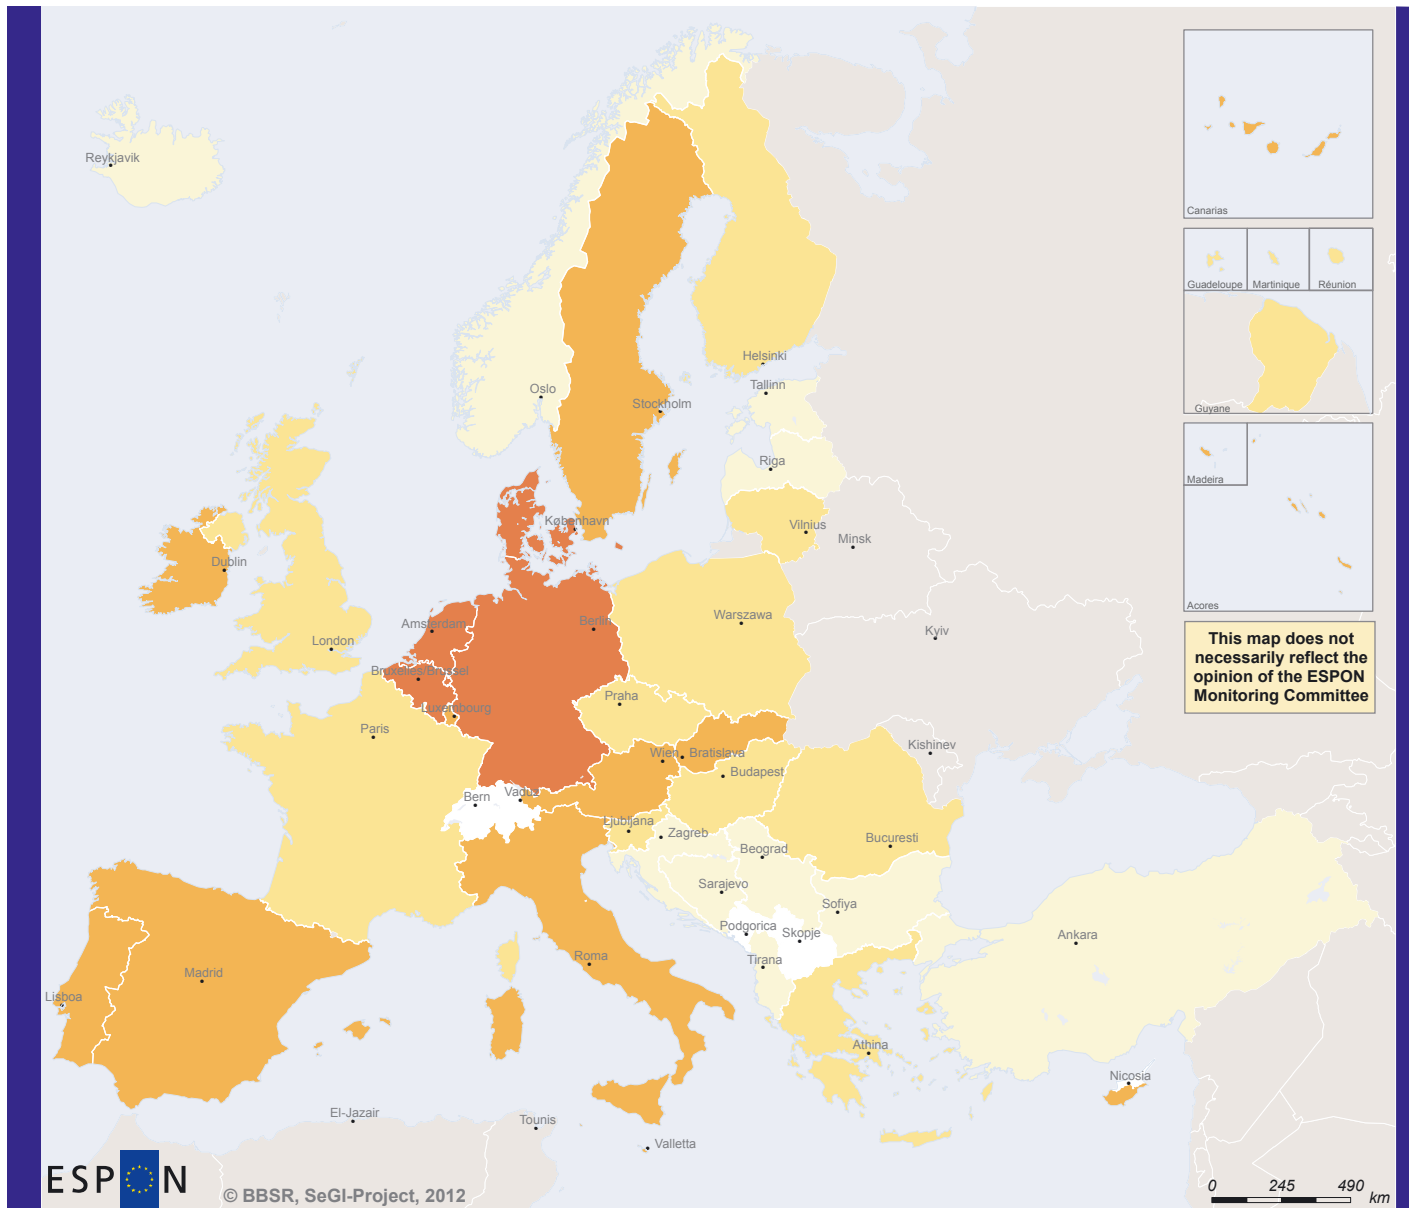 Reykjavik
Canarias
Guadeloupe
Martinique
Réunion
Guyane
Helsinki
Tallinn
Oslo
Stockholm
Riga
Madeira
København
Vilnius
Minsk
Dublin
Acores
Warszawa
Amsterdam
Berlin
Kyiv
London
This map does not
necessarily reflect the
opinion of the ESPON
Monitoring Committee
Bruxelles/Brussel
Praha
Luxembourg
Paris
Kishinev
Wien
Bratislava
Budapest
Bern
Vaduz
Ljubljana
Zagreb
Bucuresti
Beograd
Sarajevo
Sofiya
Podgorica
Skopje
Ankara
Tirana
Roma
Madrid
Lisboa
Athina
Nicosia
El-Jazair
Tounis
Valletta
ESPON
© BBSR, SeGI-Project, 2012
0 245 490
km